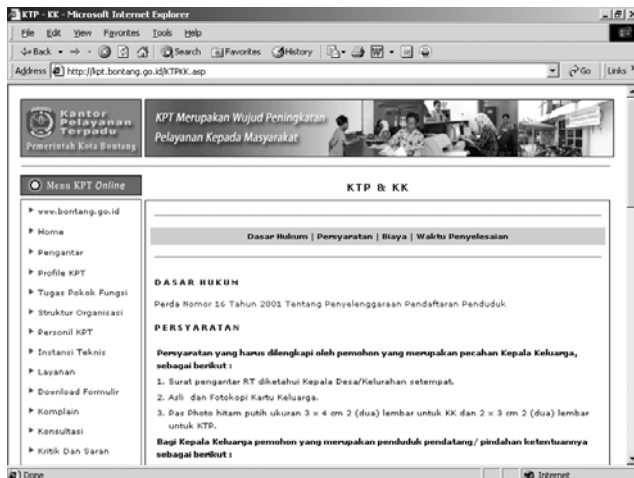 KTP - KK - Microsoft Internet Explorer
File Edit View Favorites Tools Help
Back Search Favorites History
Address http://kpt.bontang.go.id/KTPKK.asp Go Links
Kantor
Pelayanan
Terpadu
Pemerintah Kota Bontang
KPT Merupakan Wujud Peningkatan
Pelayanan Kepada Masyarakat
Menu KPT Online
www.bontang.go.id
Home
Pengantar
Profile KPT
Tugas Pokok Fungsi
Struktur Organisasi
Personil KPT
Instansi Teknis
Layanan
Download Formulir
Komplain
Konsultasi
Kritik Dan Saran
KTP & KK
Dasar Hukum | Persyaratan | Biaya | Waktu Penyelesaian
DASAR HUKUM
Perda Nomor 16 Tahun 2001 Tentang Penyelenggaraan Pendaftaran Penduduk
PERSYARATAN
Persyaratan yang harus dilengkapi oleh pemohon yang merupakan pecahan Kepala Keluarga,
sebagai berikut :
1. Surat pengantar RT diketahui Kepala Desa/Kelurahan setempat.
2. Asli dan Fotokopi Kartu Keluarga.
3. Pas Photo hitam putih ukuran 3 x 4 cm 2 (dua) lembar untuk KK dan 2 x 3 cm 2 (dua) lembar
untuk KTP.
Bagi Kepala Keluarga pemohon yang merupakan penduduk pendatang/ pindahan ketentuannya
sebagai berikut :
Done Internet